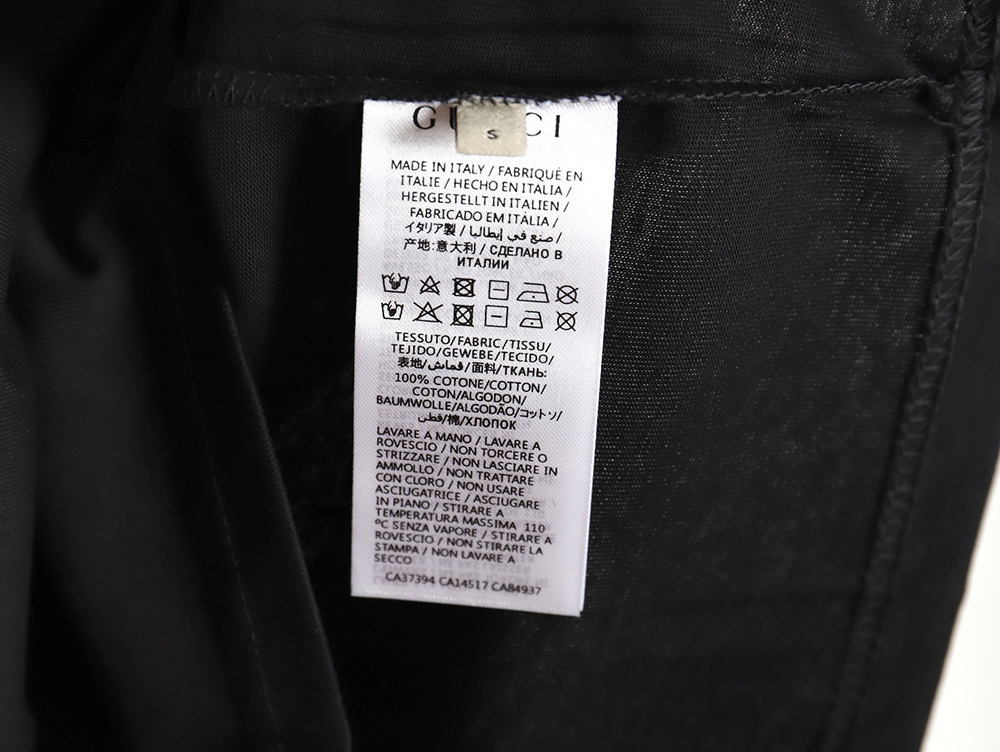 GUCCI
S
MADE IN ITALY / FABRIQUÉ EN
ITALIE / HECHO EN ITALIA /
HERGESTELLT IN ITALIEN /
FABRICADO EM ITÁLIA /
イタリア製 / صنع في إيطاليا /
产地:意大利 / СДЕЛАНО В
ИТАЛИИ
TESSUTO/FABRIC/TISSU/
TEJIDO/GEWEBE/TECIDO/
表地/قماش/面料/ТКАНЬ:
100% COTONE/COTTON/
COTON/ALGODON/
BAUMWOLLE/ALGODÃO/コットン/
قطن/棉/ХЛОПОК
LAVARE A MANO / LAVARE A
ROVESCIO / NON TORCERE O
STRIZZARE / NON LASCIARE IN
AMMOLLO / NON TRATTARE
CON CLORO / NON USARE
ASCIUGATRICE / ASCIUGARE
IN PIANO / STIRARE A
TEMPERATURA MASSIMA 110
ºC SENZA VAPORE / STIRARE A
ROVESCIO / NON STIRARE LA
STAMPA / NON LAVARE A
SECCO
CA37394 CA14517 CA84937